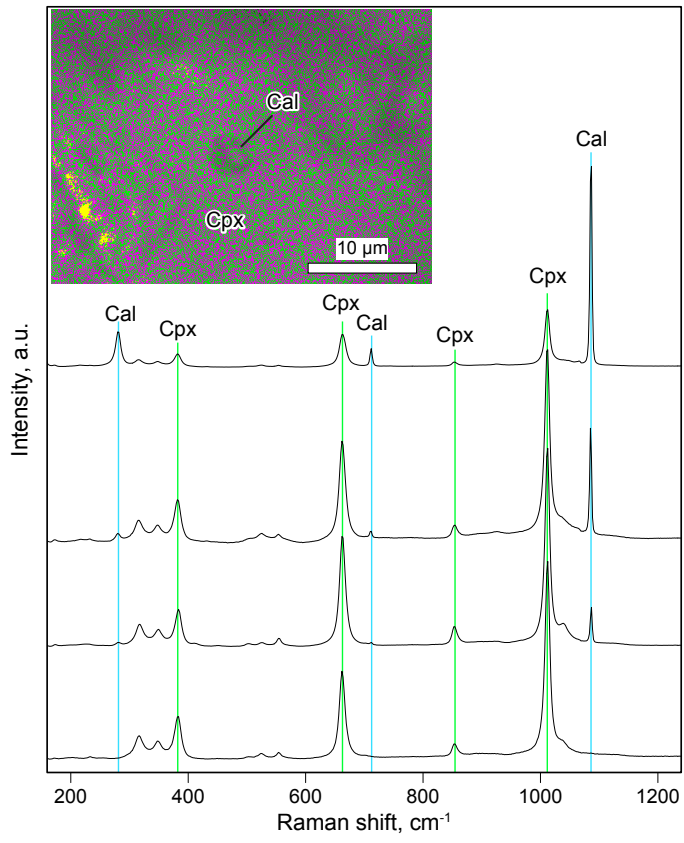 Cal
Cpx
10 µm
Cal
Cpx
Cpx
Cal
Cpx
Cal
Cpx
Intensity, a.u.
200 400 600 800 1000 1200
Raman shift, cm-1